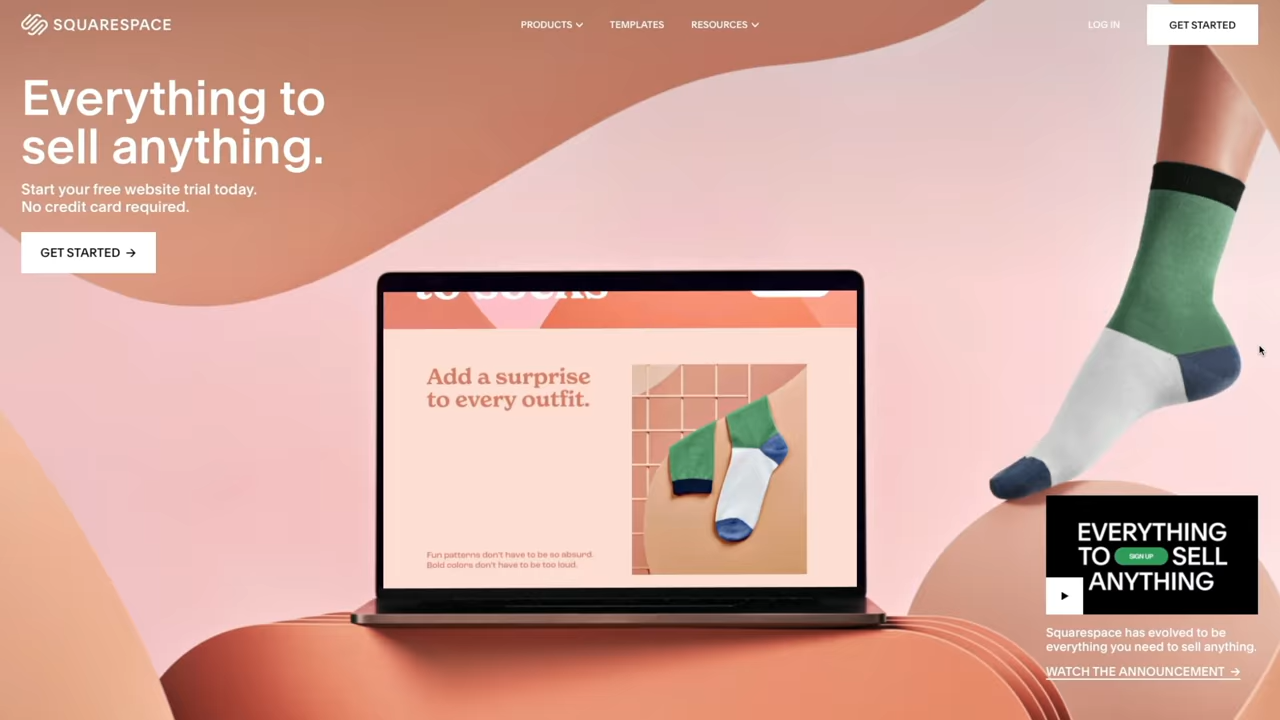 SQUARESPACE
PRODUCTS
TEMPLATES
RESOURCES
LOG IN
GET STARTED
Everything to
sell anything.
Start your free website trial today.
No credit card required.
GET STARTED →
to socks
Add a surprise
to every outfit.
Fun patterns don't have to be so absurd.
Bold colors don't have to be too loud.
EVERYTHING
TO SIGN UP SELL
ANYTHING
Squarespace has evolved to be
everything you need to sell anything.
WATCH THE ANNOUNCEMENT →